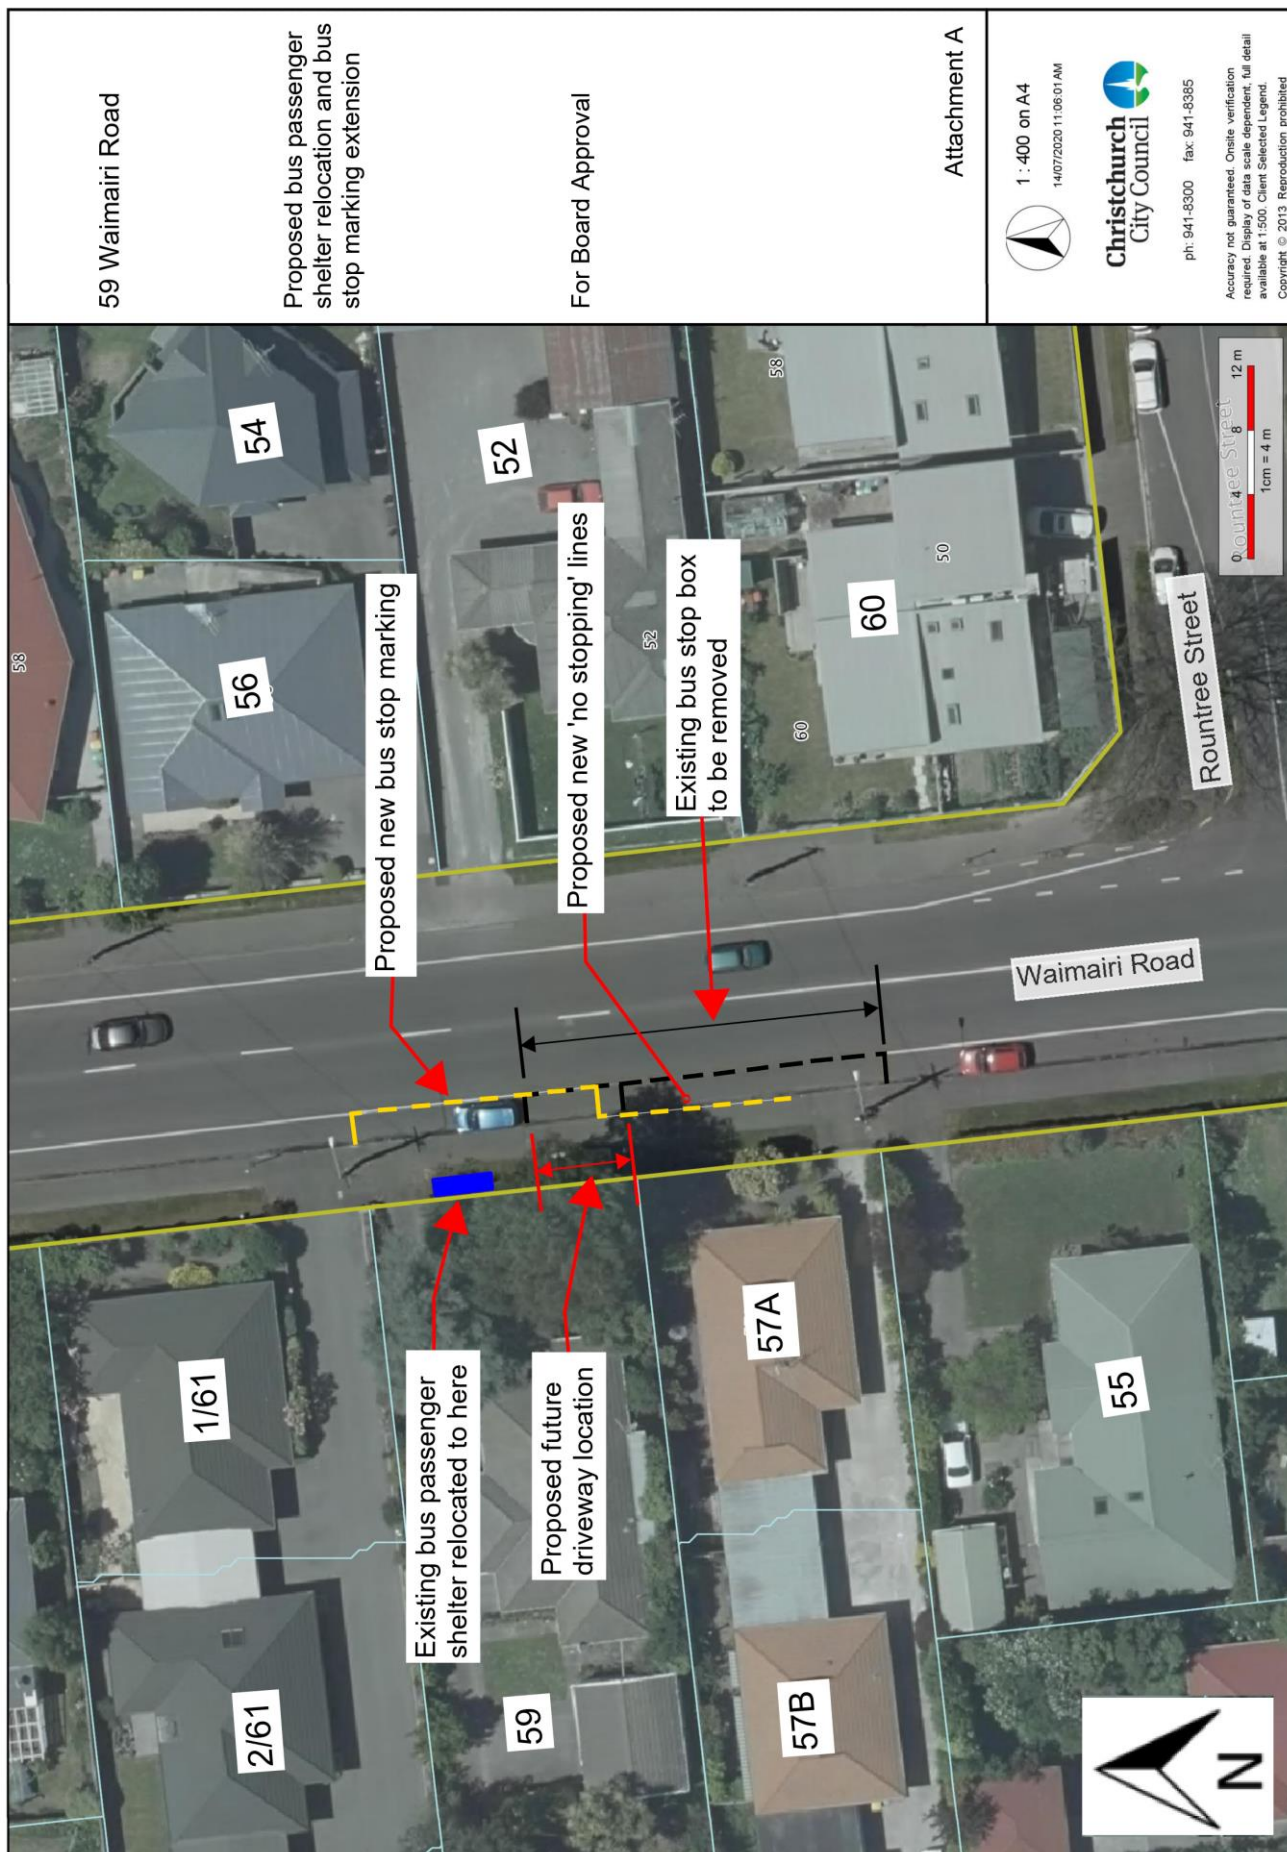 59 Waimairi Road
Proposed bus passenger
shelter relocation and bus
stop marking extension
For Board Approval
Attachment A
1:400 on A4
14/07/2020 11:06:01 AM
Christchurch
City Council
ph: 941-8300 fax: 941-8385
Accuracy not guaranteed. Onsite verification
required. Display of data scale dependent, full detail
available at 1:500. Client Selected Legend.
Copyright © 2013 Reproduction prohibited
58
54
56
52
52
58
50
60
60
Proposed new bus stop marking
Proposed new 'no stopping' lines
Existing bus stop box
to be removed
Rountree Street
Rountree Street
0 4 8 12 m
1cm = 4 m
Waimairi Road
1/61
2/61
Existing bus passenger
shelter relocated to here
Proposed future
driveway location
59
57A
57B
55
N